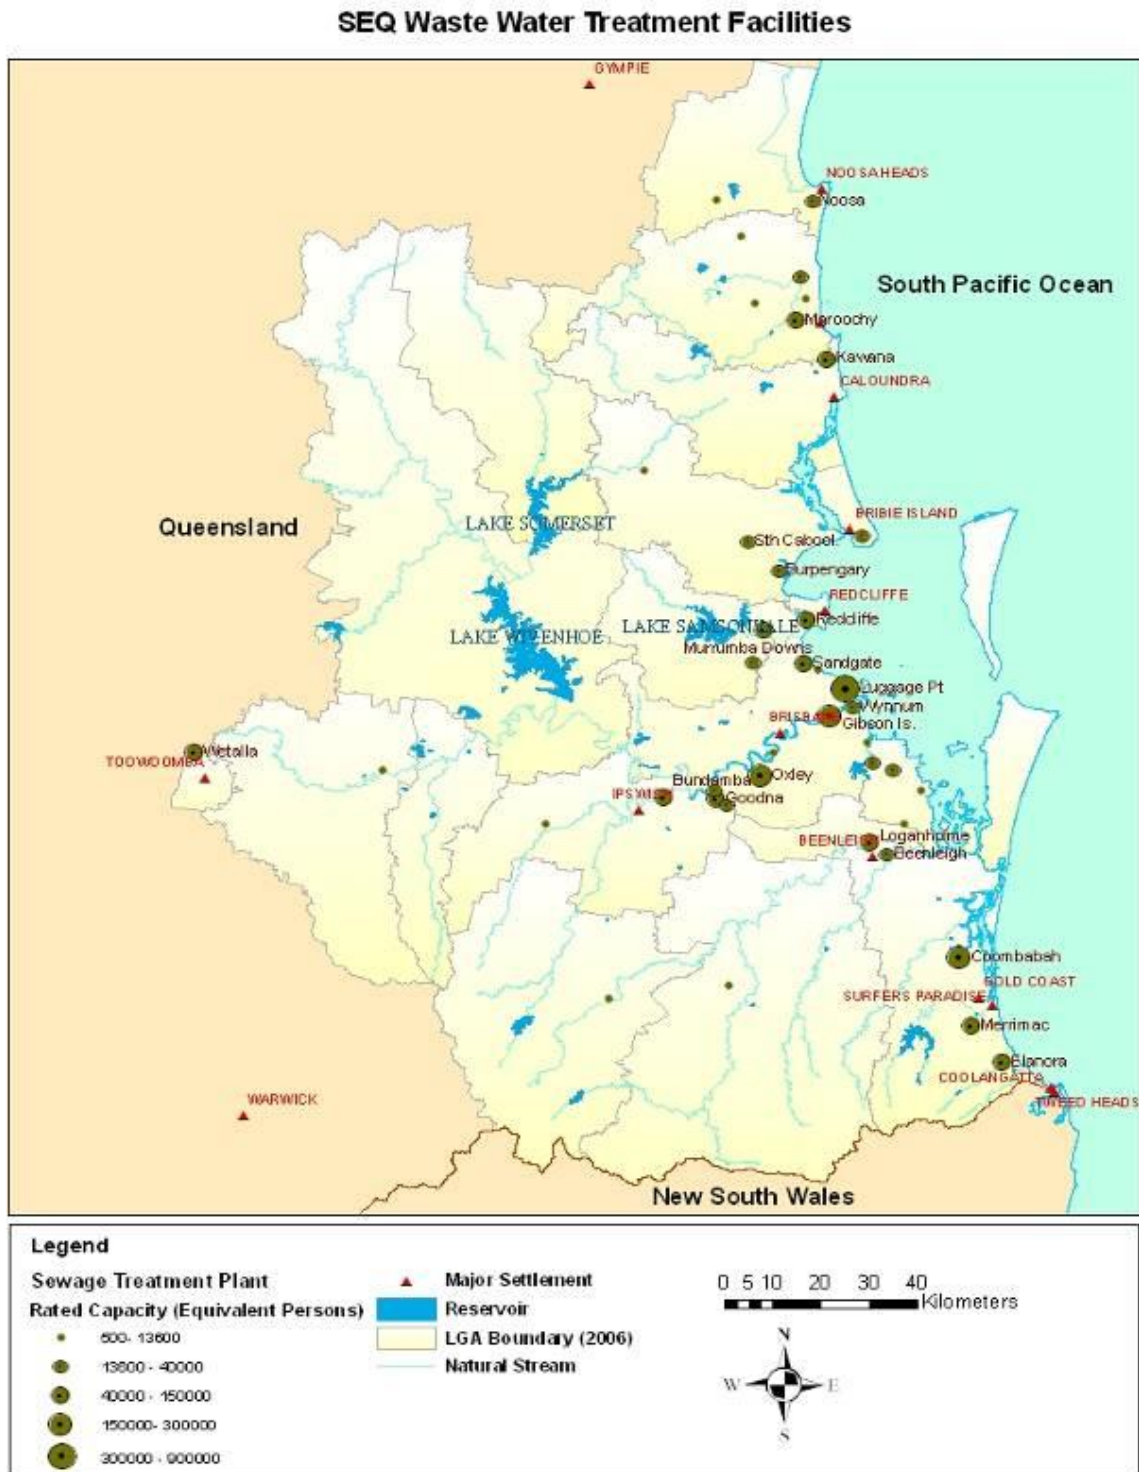 SEQ Waste Water Treatment Facilities
GYMPIE
NOOSA HEADS
Noosa
South Pacific Ocean
Maroochy
Kawana
CALOUNDRA
Queensland
LAKE SOMERSET
BRIBIE ISLAND
Sth Cabool.
Burpengary
REDCLIFFE
LAKE SAMSONVALE
Redcliffe
LAKE WIVENHOE
Murrumba Downs
Sandgate
Luggage Pt
Wynnum
BRISBANE
Gibson Is.
Wetalla
TOOWOOMBA
Bundamba
Oxley
IPSWICH
Goodna
BEENLEIGH
Loganholme
Beenleigh
Coombabah
GOLD COAST
SURFERS PARADISE
Merrimac
Elanora
COOLANGATTA
WARWICK
TWEED HEADS
New South Wales
Legend
Sewage Treatment Plant
Rated Capacity (Equivalent Persons)
600- 13600
13600 - 40000
40000 - 150000
150000- 300000
300000 - 900000
Major Settlement
Reservoir
LGA Boundary (2006)
Natural Stream
0 5 10 20 30 40
Kilometers
N
W E
S